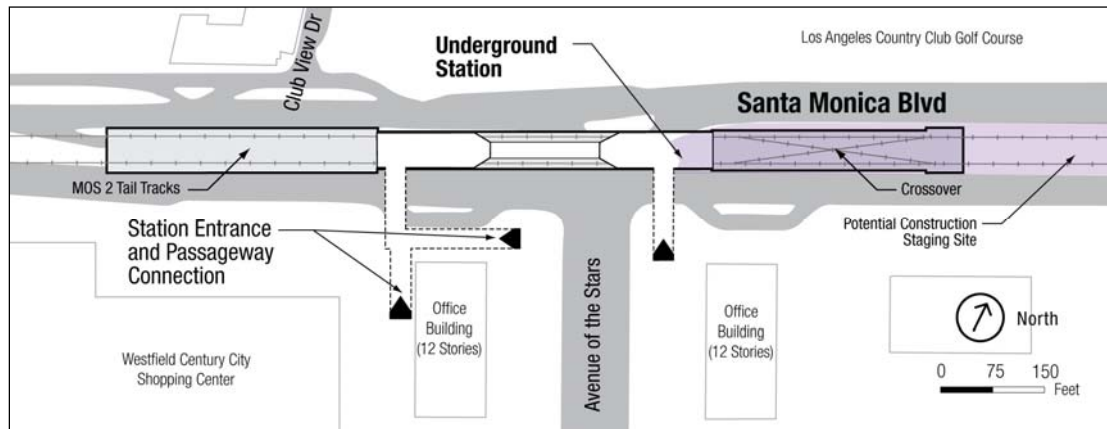 Club View Dr
Underground
Station
Los Angeles Country Club Golf Course
Santa Monica Blvd
MOS 2 Tail Tracks
Crossover
Station Entrance
and Passageway
Connection
Potential Construction
Staging Site
Avenue of the Stars
Office
Building
(12 Stories)
Office
Building
(12 Stories)
Westfield Century City
Shopping Center
North
0 75 150
Feet